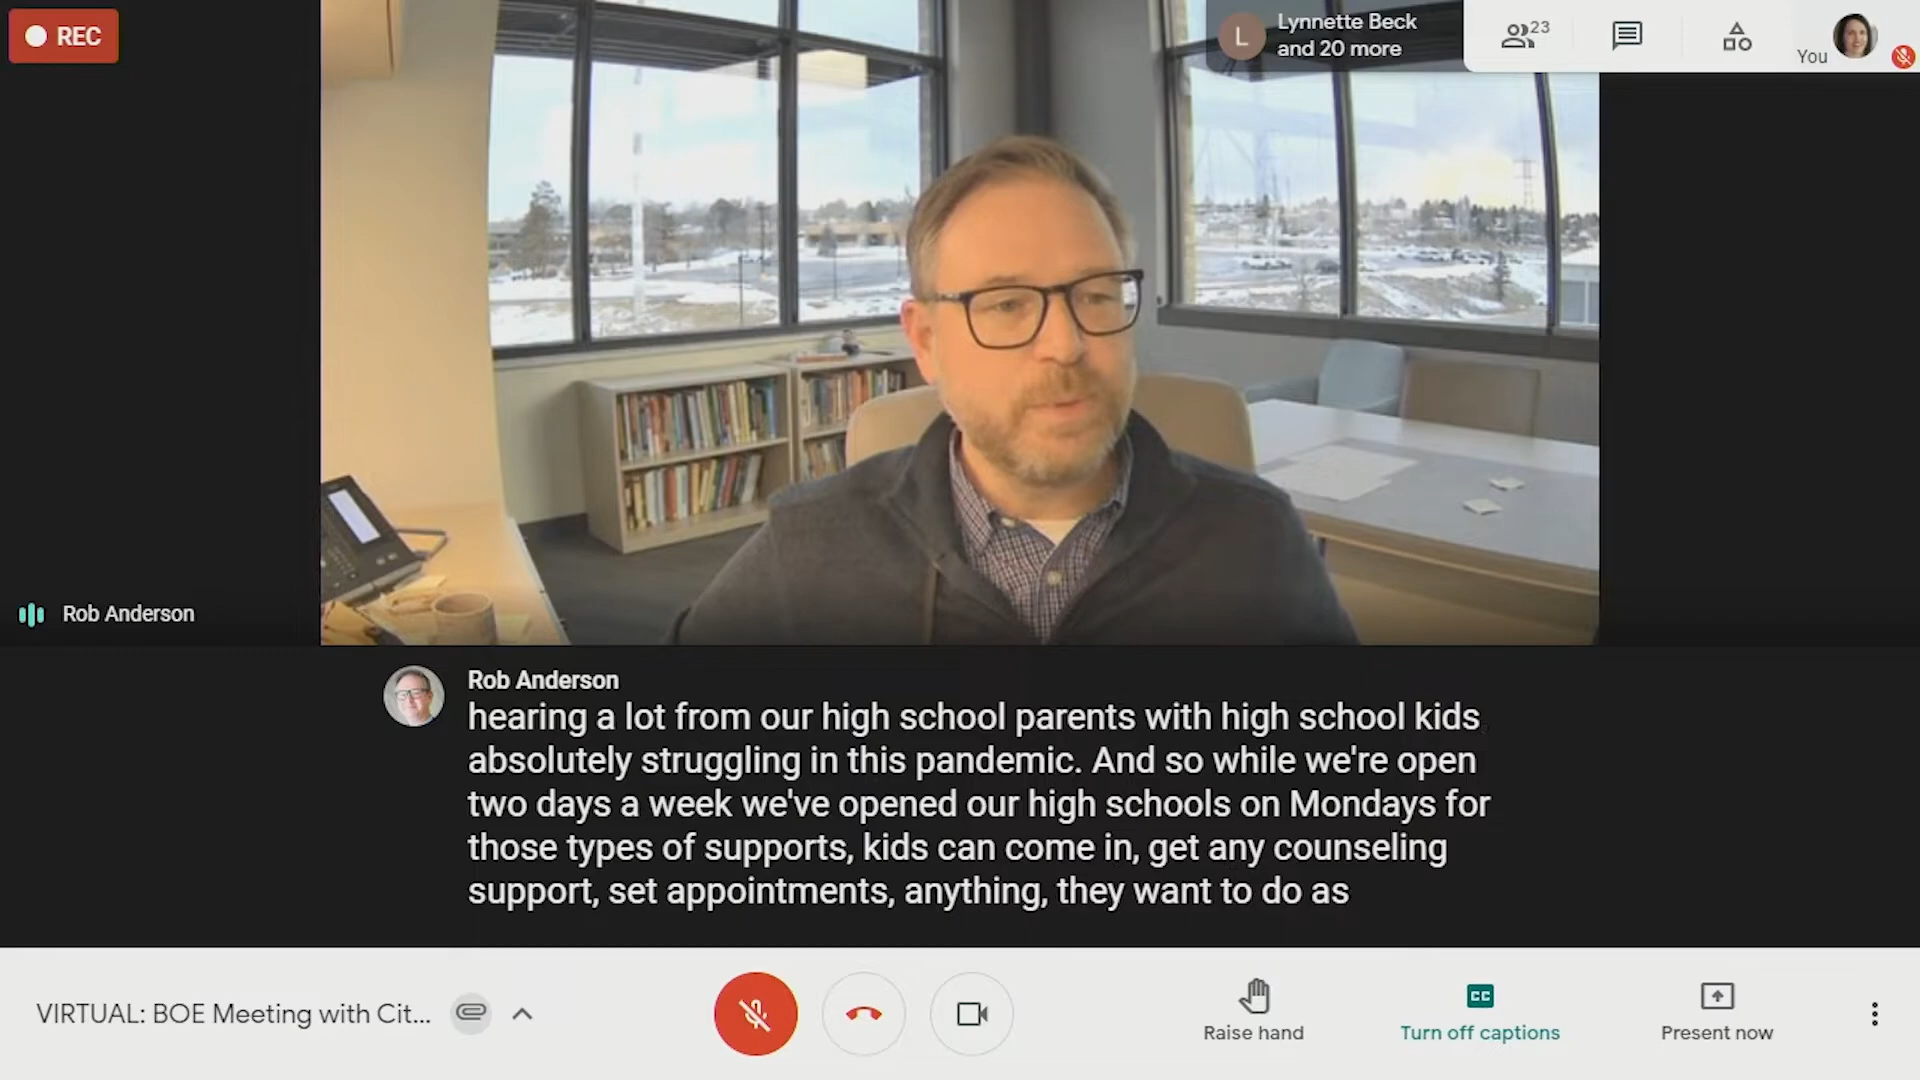 REC
L
Lynnette Beck
and 20 more
23
You
Rob Anderson
Rob Anderson
hearing a lot from our high school parents with high school kids
absolutely struggling in this pandemic. And so while we're open
two days a week we've opened our high schools on Mondays for
those types of supports, kids can come in, get any counseling
support, set appointments, anything, they want to do as
VIRTUAL: BOE Meeting with Cit...
Raise hand
CC
Turn off captions
Present now